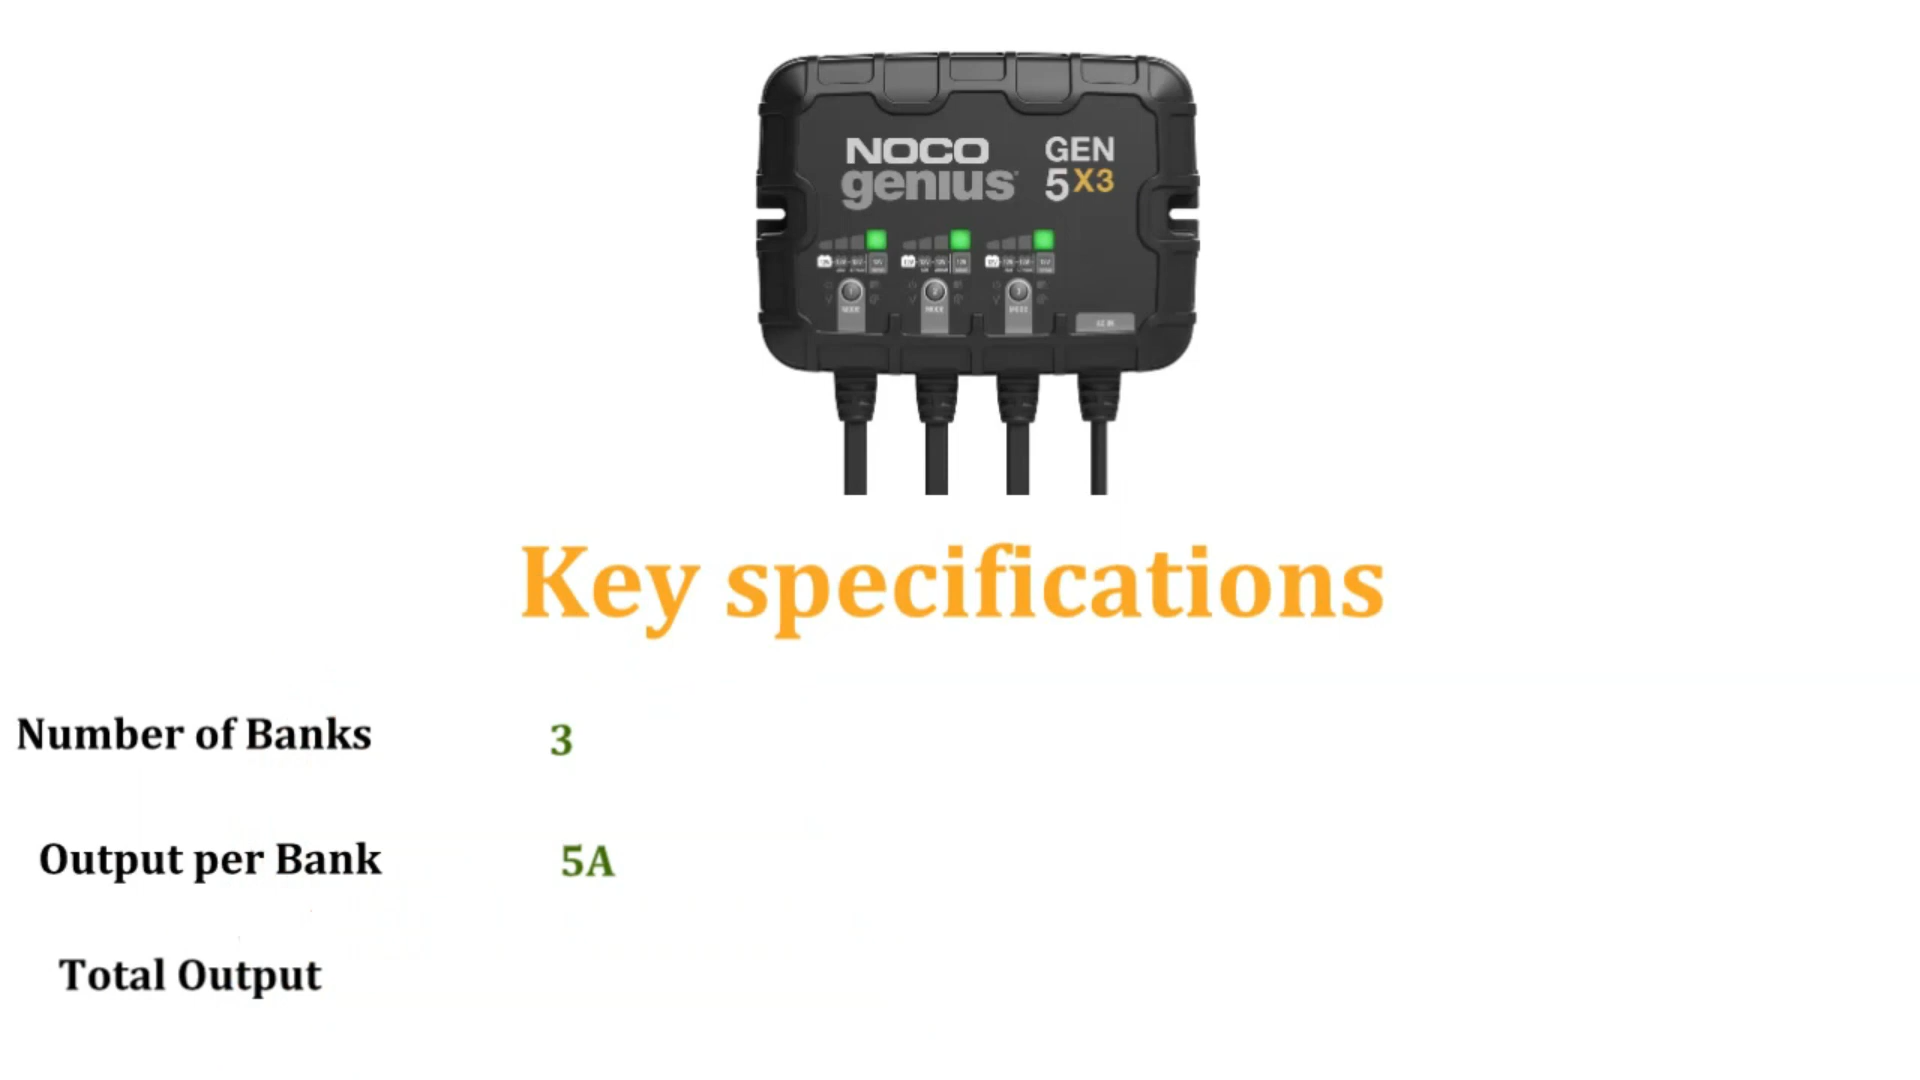 NOCO GEN
genius 5X3
Key specifications
Number of Banks 3
Output per Bank 5A
Total Output